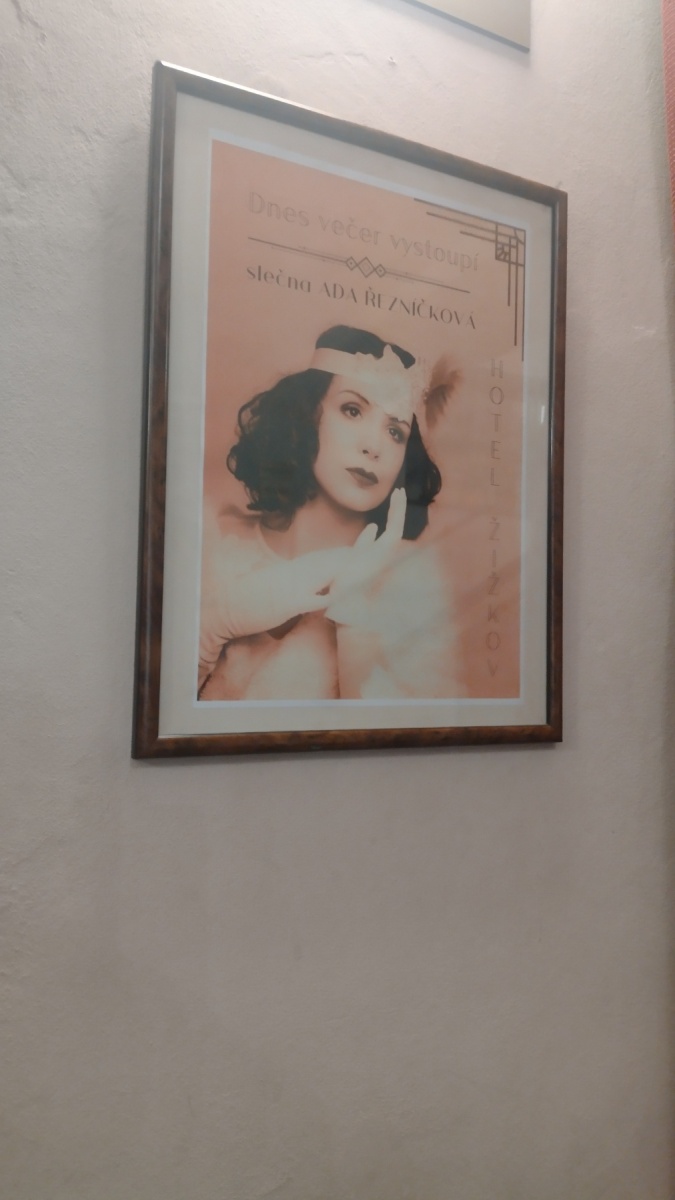 Dnes večer vystoupí
slečna ADA ŘEZNÍČKOVÁ
HOTEL ŽIŽKOV